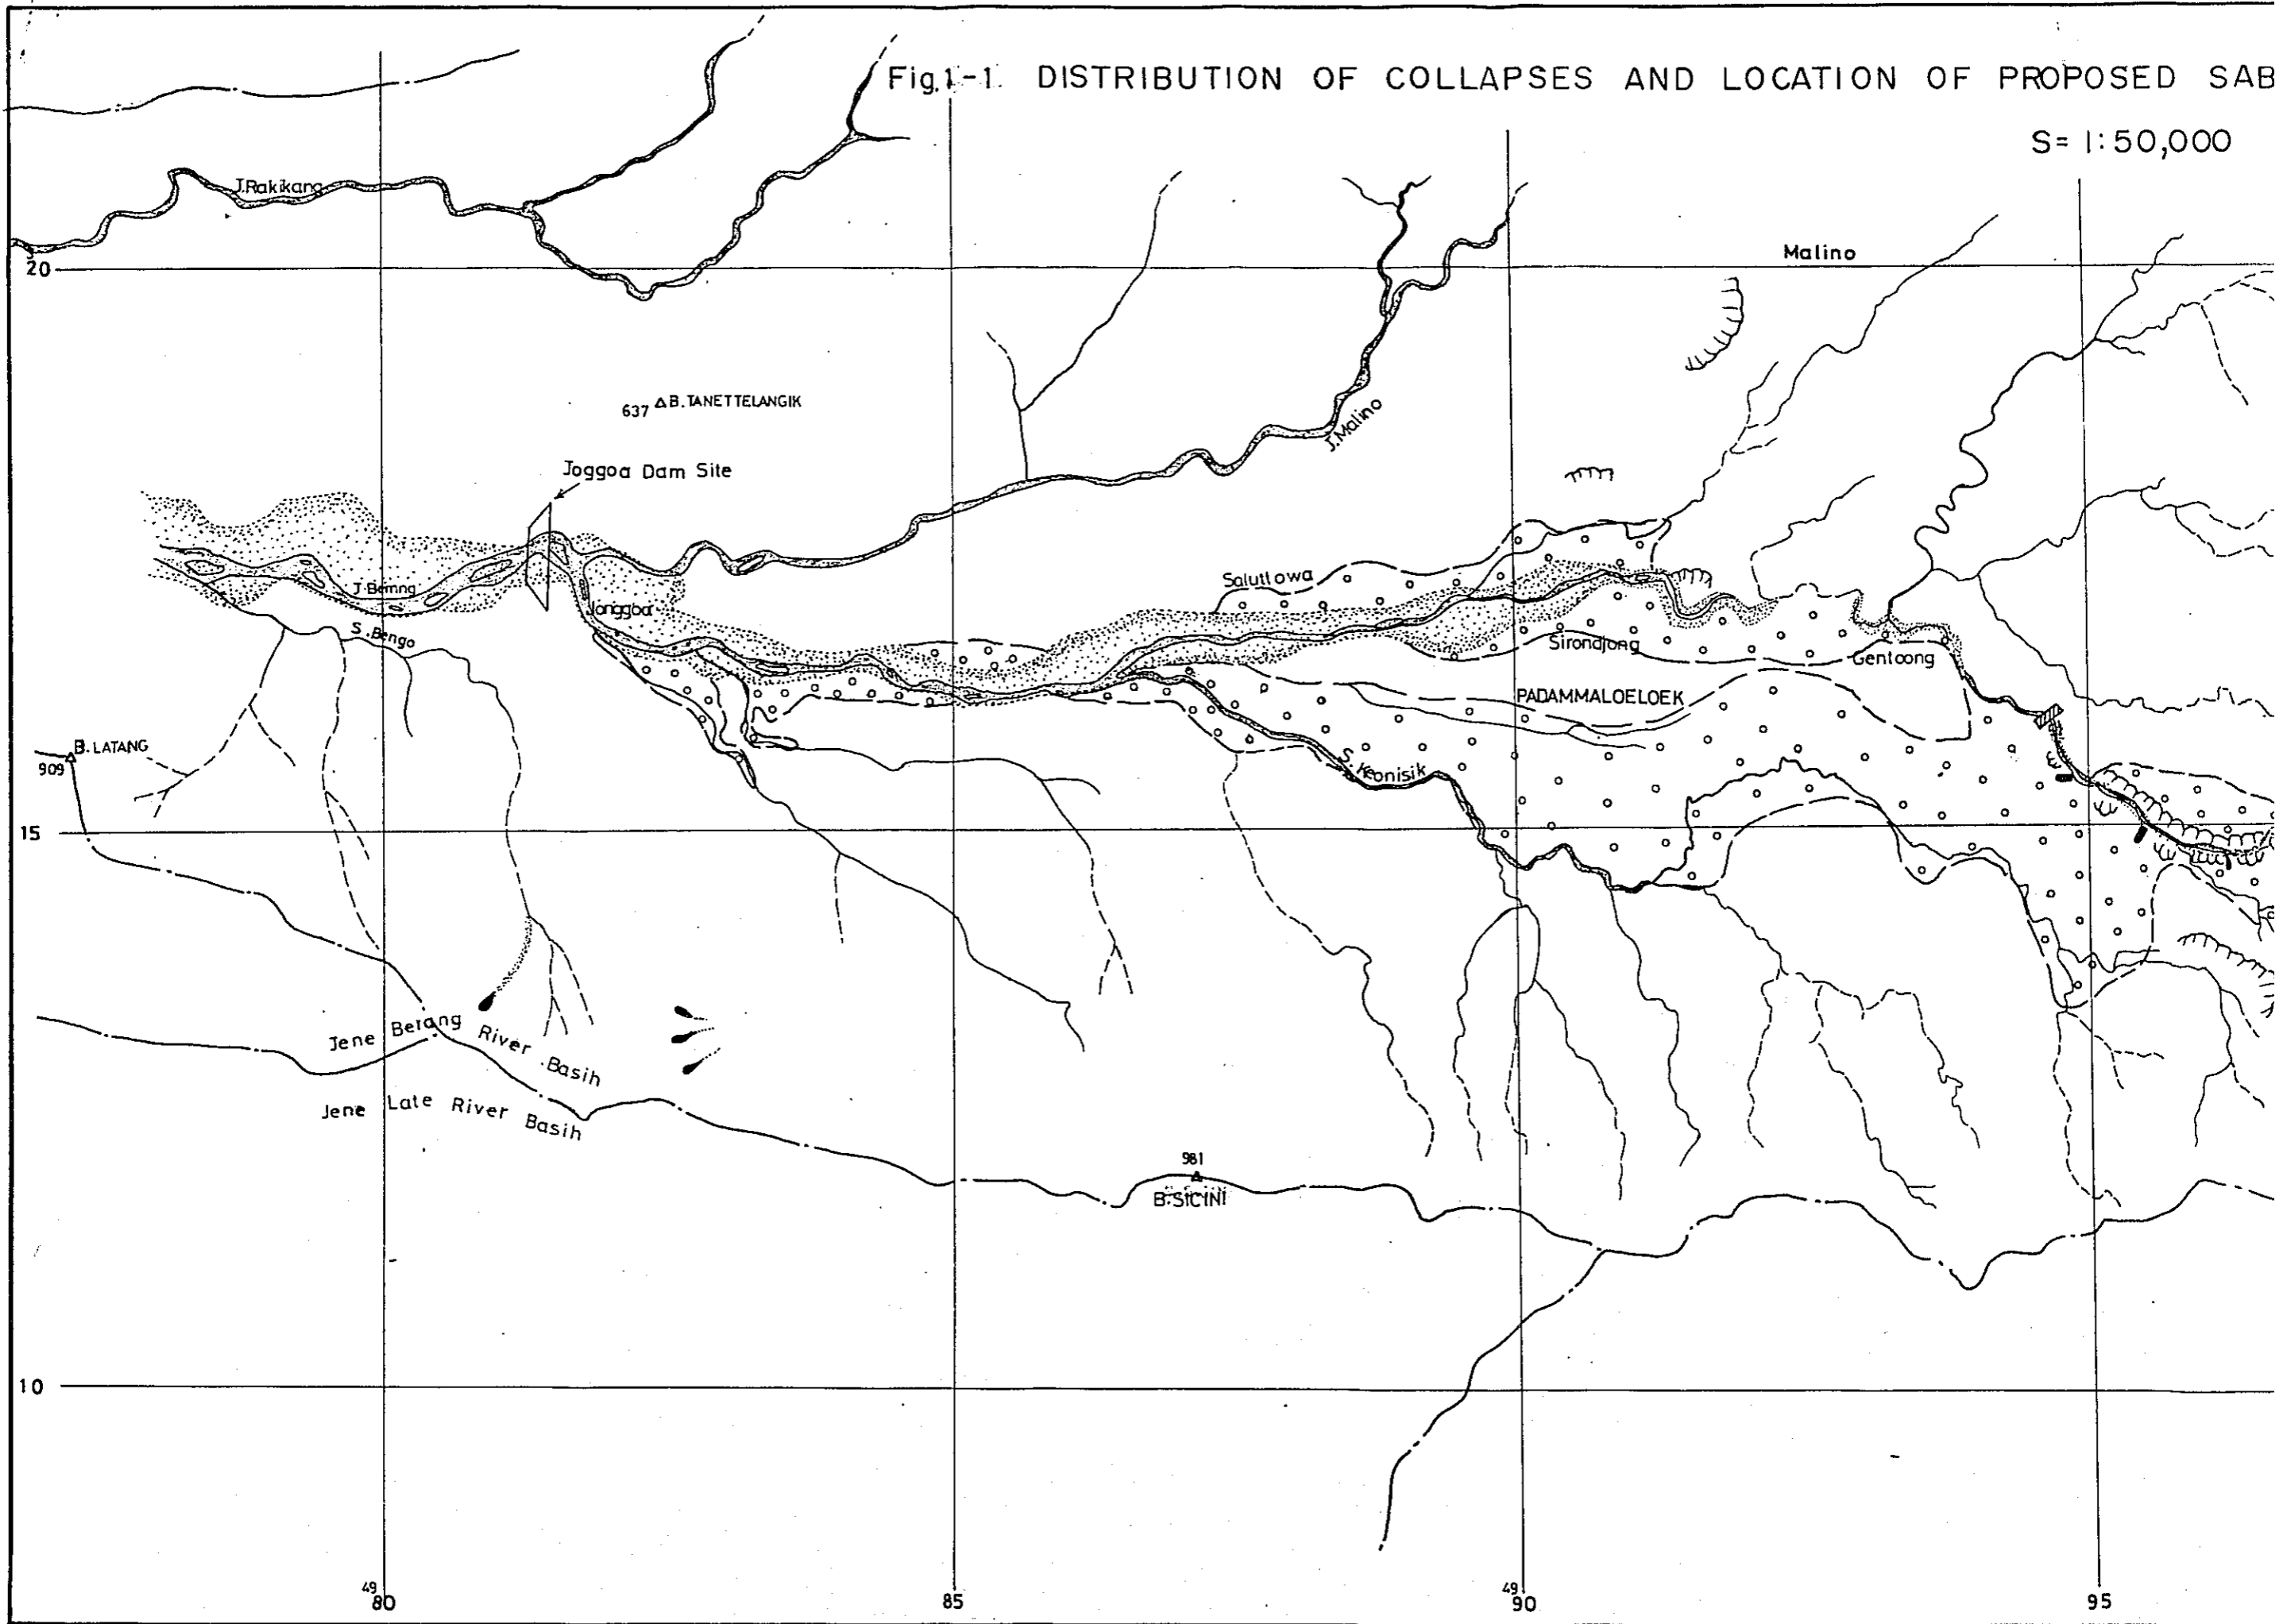 Fig.1-1. DISTRIBUTION OF COLLAPSES AND LOCATION OF PROPOSED SAB
S= 1:50,000
J.Rakikang
20
Malino
637 B.TANETTELANGIK
J.Malino
Joggoa Dam Site
Salutlowa
J.Berang
Jonggoa
S.Bengo
Sirondjong
Gentoong
PADAMMALOELOEK
B.LATANG
909
S.Keonisik
15
Jene Berang River Basih
Jene Late River Basih
981
B.SICINI
10
49
80
85
49
90
95